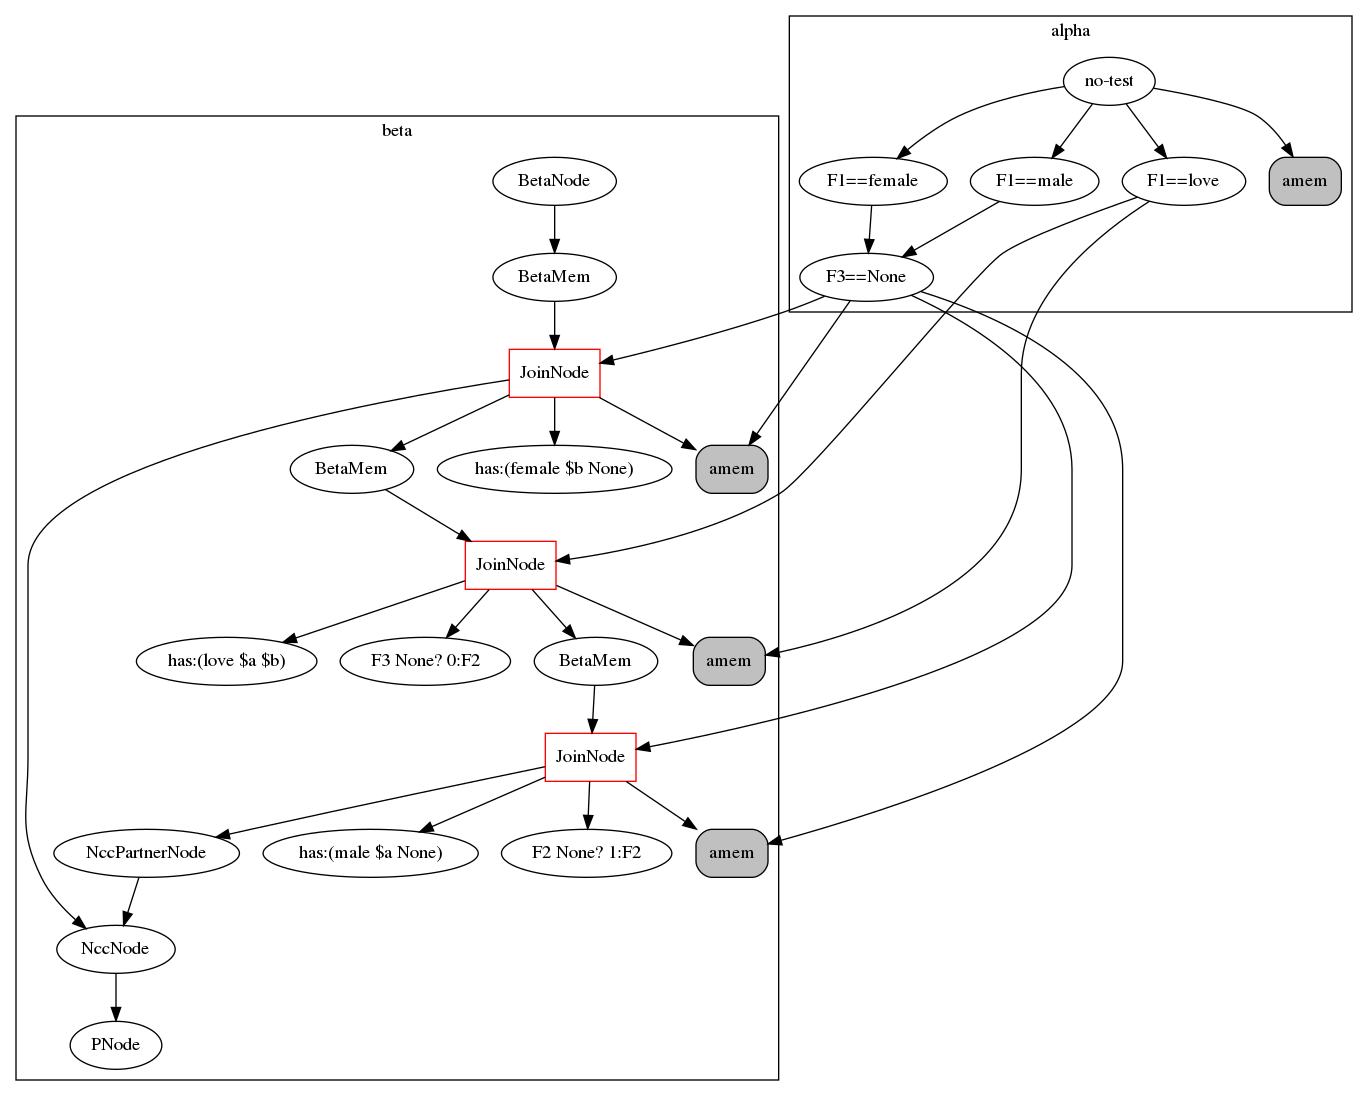 alpha
no-test
beta
BetaNode
F1==female
F1==male
F1==love
amem
BetaMem
F3==None
JoinNode
BetaMem
has:(female $b None)
amem
JoinNode
has:(love $a $b)
F3 None? 0:F2
BetaMem
amem
JoinNode
NccPartnerNode
has:(male $a None)
F2 None? 1:F2
amem
NccNode
PNode